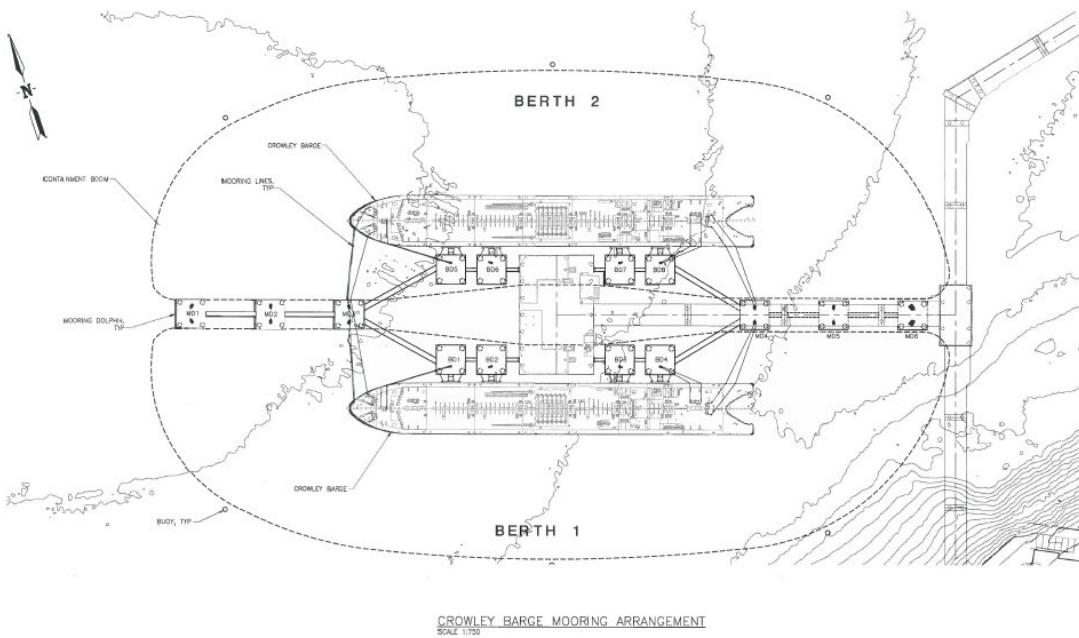 BERTH 2
N
CROWLEY BARGE
MOORING LINES,
TYP
CONTAINMENT BOOM
BD5
BD6
BD7
BD8
MOORING DOLPHIN,
TYP
MD1
MD2
MD3
MD4
MD5
MD6
BD1
BD2
BD3
BD4
CROWLEY BARGE
BUOY, TYP
BERTH 1
CROWLEY BARGE MOORING ARRANGEMENT
SCALE 1:750